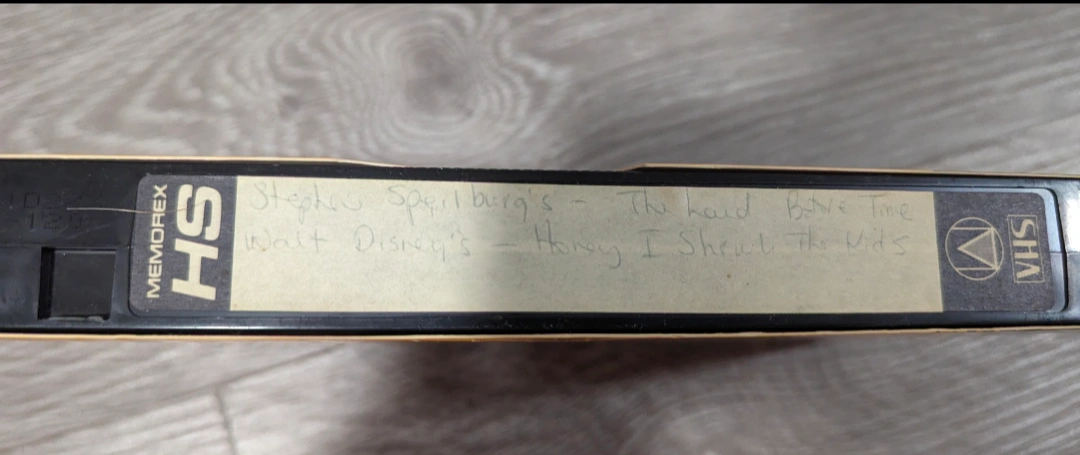 MEMOREX
HS
Stephen Speilburg's - The Land Before Time
Walt Disney's - Honey I Shrunk The Kids
VHS